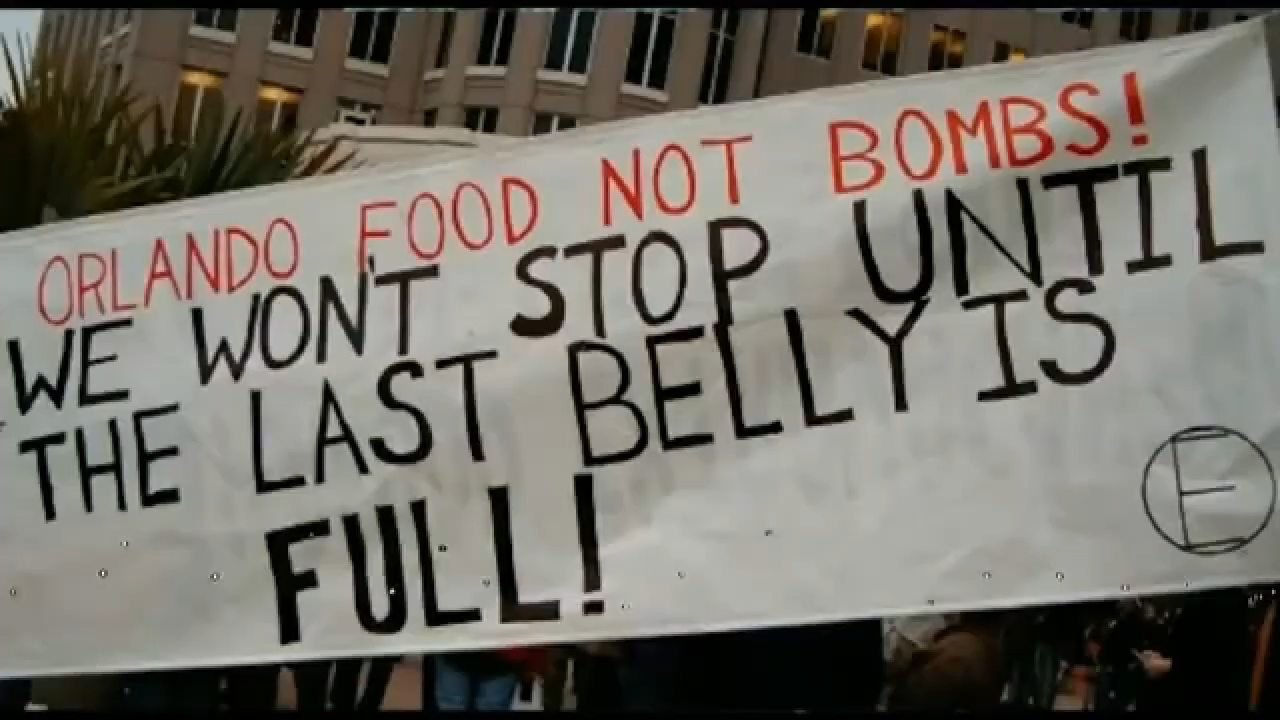 ORLANDO FOOD NOT BOMBS!
WE WON'T STOP UNTIL
THE LAST BELLY IS
FULL!
E